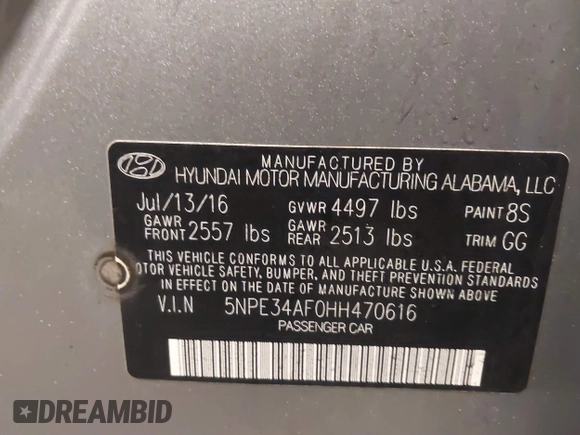 MANUFACTURED BY
HYUNDAI MOTOR MANUFACTURING ALABAMA, LLC
Jul/13/16 GVWR 4497 lbs PAINT 8S
GAWR FRONT 2557 lbs GAWR REAR 2513 lbs TRIM GG
THIS VEHICLE CONFORMS TO ALL APPLICABLE U.S.A. FEDERAL
OTOR VEHICLE SAFETY, BUMPER, AND THEFT PREVENTION STANDARDS
IN EFFECT ON THE DATE OF MANUFACTURE SHOWN ABOVE
V.I.N 5NPE34AF0HH470616
PASSENGER CAR
DREAMBID